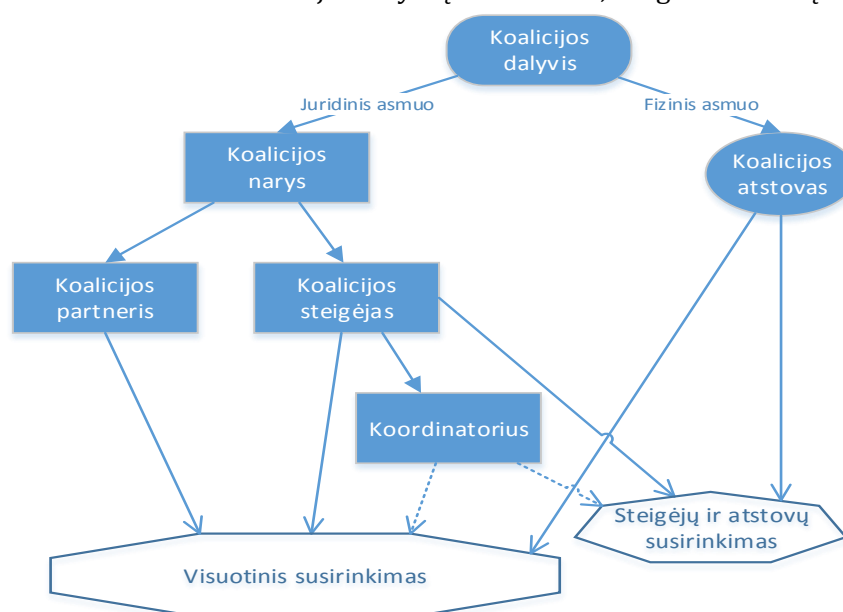 Koalicijos
dalyvis
Juridinis asmuo
Fizinis asmuo
Koalicijos
narys
Koalicijos
atstovas
Koalicijos
partneris
Koalicijos
steigėjas
Koordinatorius
Steigėjų ir atstovų
susirinkimas
Visuotinis susirinkimas